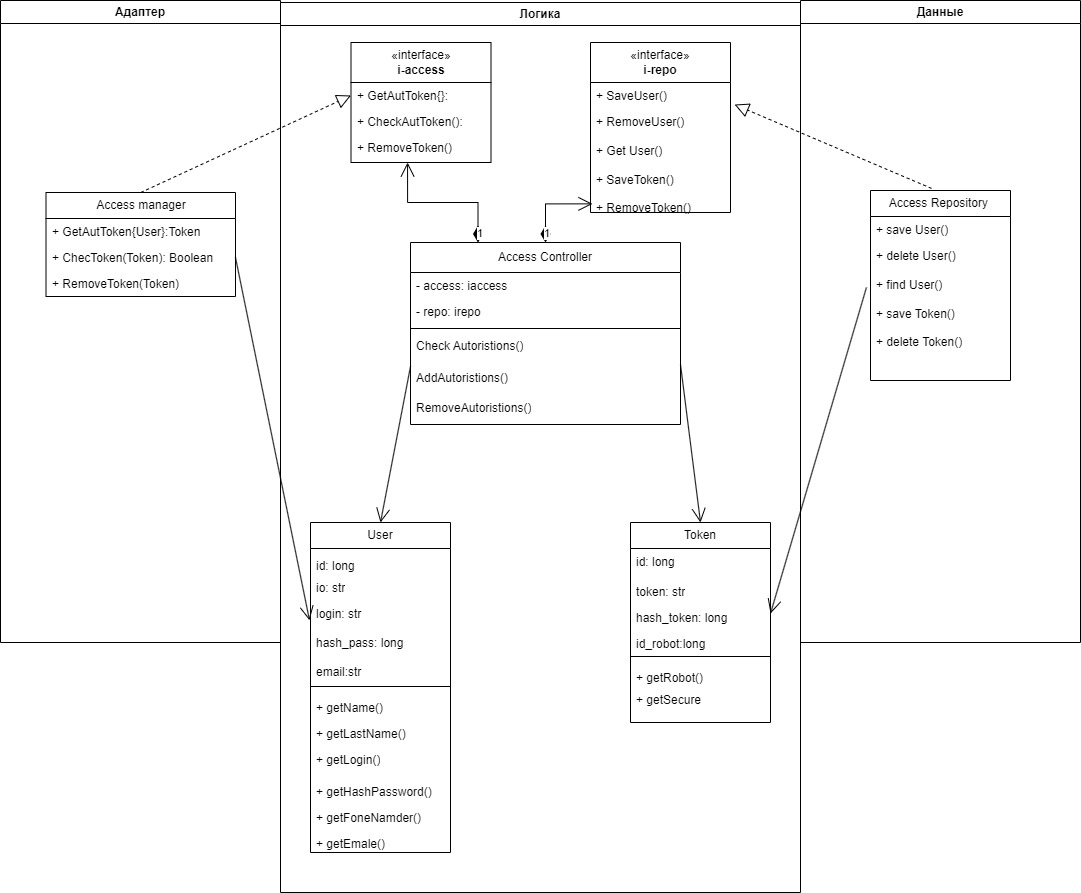 Адаптер
Логика
Данные
«interface»
i-access
+ GetAutToken{}:
+ CheckAutToken():
+ RemoveToken()
«interface»
i-repo
+ SaveUser()
+ RemoveUser()
+ Get User()
+ SaveToken()
+ RemoveToken()
Access manager
+ GetAutToken{User}:Token
+ ChecToken(Token): Boolean
+ RemoveToken(Token)
Access Repository
+ save User()
+ delete User()
+ find User()
+ save Token()
+ delete Token()
1
1
Access Controller
- access: iaccess
- repo: irepo
Check Autoristions()
AddAutoristions()
RemoveAutoristions()
User
id: long
io: str
login: str
hash_pass: long
email:str
+ getName()
+ getLastName()
+ getLogin()
+ getHashPassword()
+ getFoneNamder()
+ getEmale()
Token
id: long
token: str
hash_token: long
id_robot:long
+ getRobot()
+ getSecure